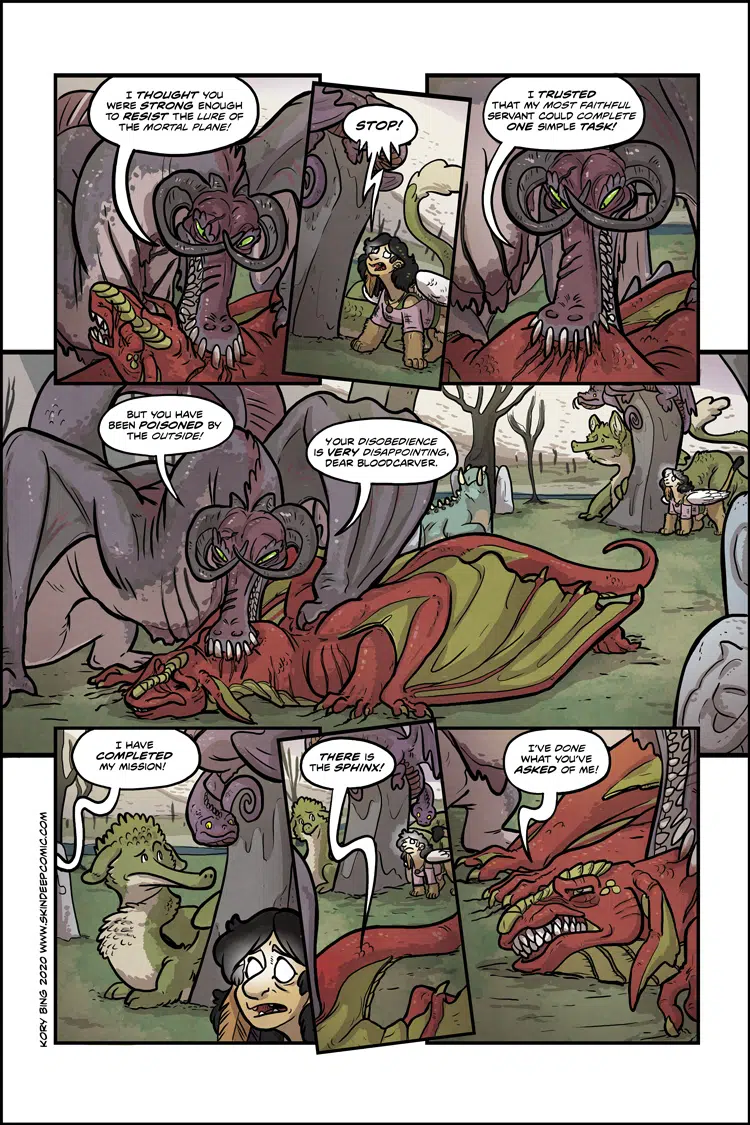 I THOUGHT YOU
WERE STRONG ENOUGH
TO RESIST THE LURE OF
THE MORTAL PLANE!
STOP!
I TRUSTED
THAT MY MOST FAITHFUL
SERVANT COULD COMPLETE
ONE SIMPLE TASK!
BUT YOU HAVE
BEEN POISONED BY
THE OUTSIDE!
YOUR DISOBEDIENCE
IS VERY DISAPPOINTING,
DEAR BLOODCARVER.
I HAVE
COMPLETED
MY MISSION!
THERE IS
THE SPHINX!
I'VE DONE
WHAT YOU'VE
ASKED OF ME!
KORY BING 2020 WWW.SKINDEEPCOMIC.COM